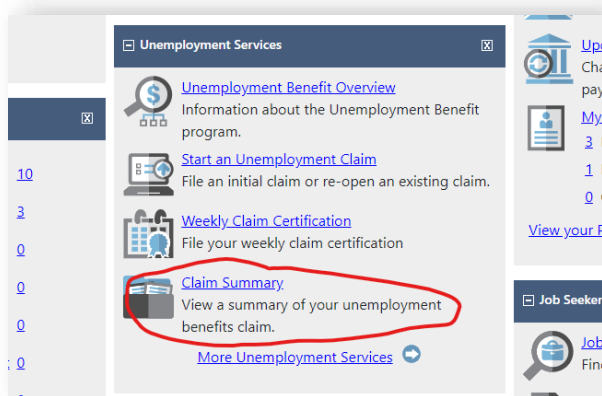 Unemployment Services
Unemployment Benefit Overview
Information about the Unemployment Benefit
program.
Start an Unemployment Claim
File an initial claim or re-open an existing claim.
Weekly Claim Certification
File your weekly claim certification
Claim Summary
View a summary of your unemployment
benefits claim.
More Unemployment Services
10
3
0
0
0
0
My
3
1
0
View your
Job Seeker
Job